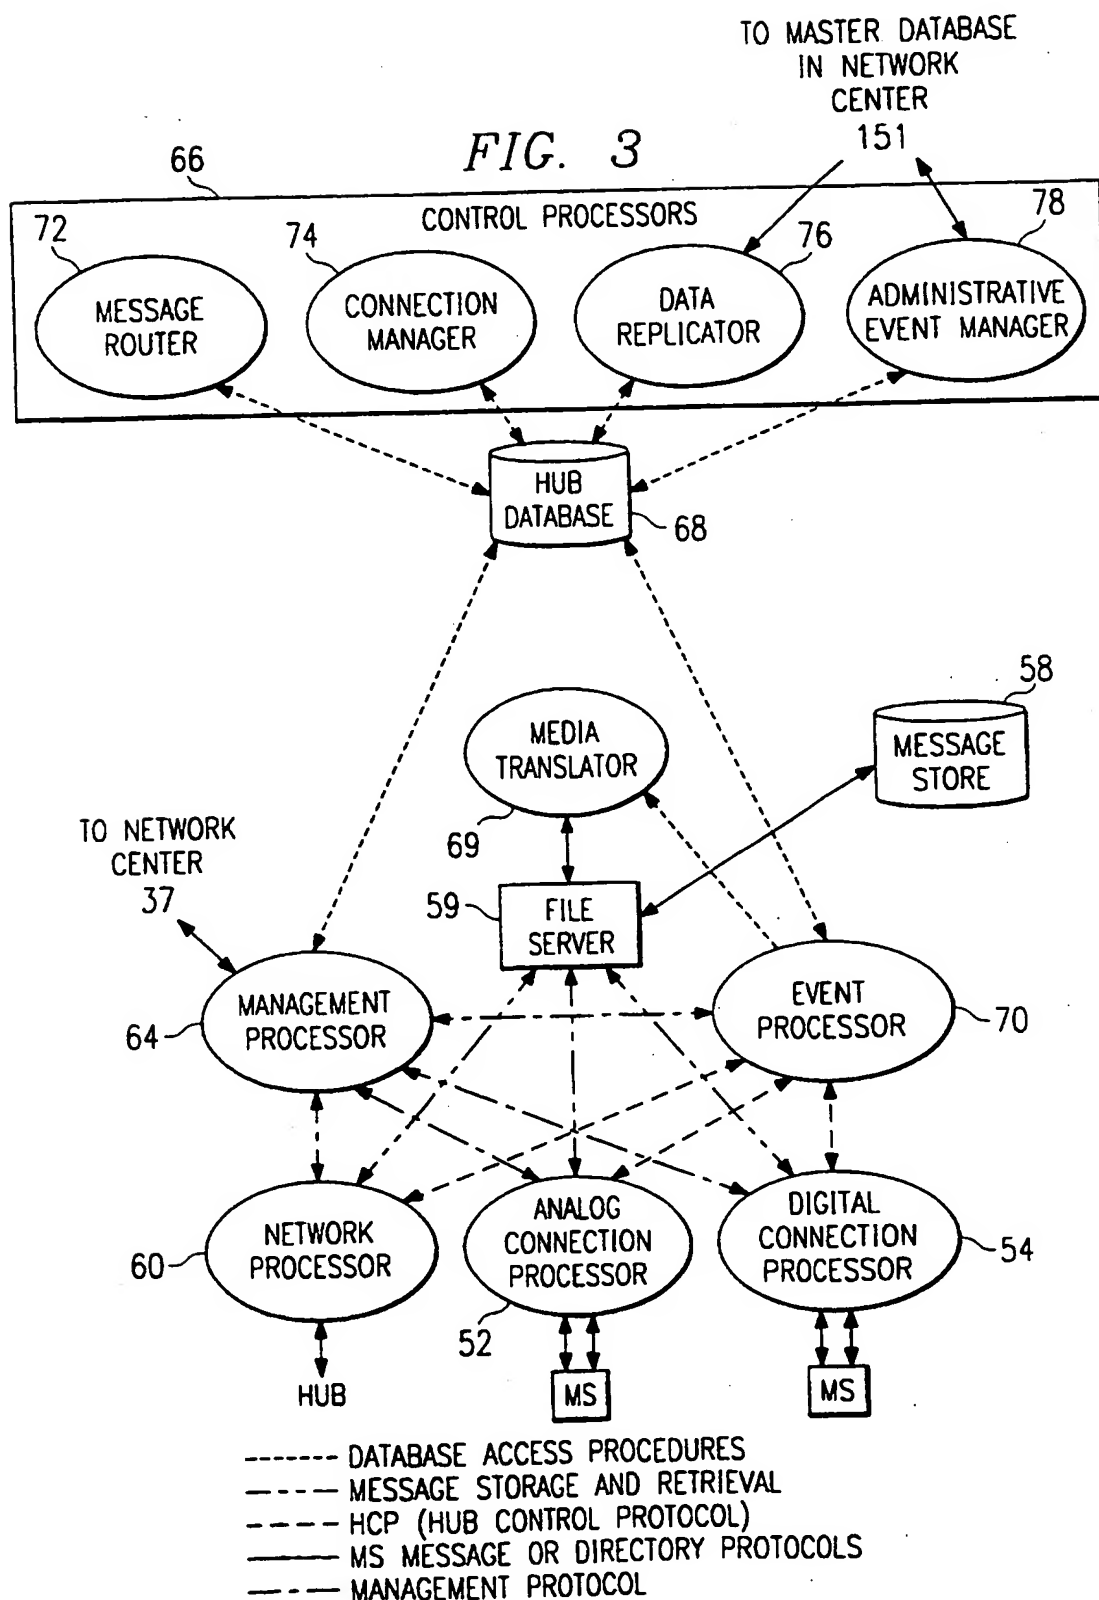 TO MASTER DATABASE
IN NETWORK
CENTER
151
FIG. 3
66
CONTROL PROCESSORS
72
74
76
78
MESSAGE
ROUTER
CONNECTION
MANAGER
DATA
REPLICATOR
ADMINISTRATIVE
EVENT MANAGER
HUB
DATABASE
68
58
MESSAGE
STORE
MEDIA
TRANSLATOR
69
TO NETWORK
CENTER
37
59
FILE
SERVER
MANAGEMENT
PROCESSOR
64
EVENT
PROCESSOR
70
NETWORK
PROCESSOR
60
ANALOG
CONNECTION
PROCESSOR
52
DIGITAL
CONNECTION
PROCESSOR
54
HUB
MS
MS
DATABASE ACCESS PROCEDURES
MESSAGE STORAGE AND RETRIEVAL
HCP (HUB CONTROL PROTOCOL)
MS MESSAGE OR DIRECTORY PROTOCOLS
MANAGEMENT PROTOCOL